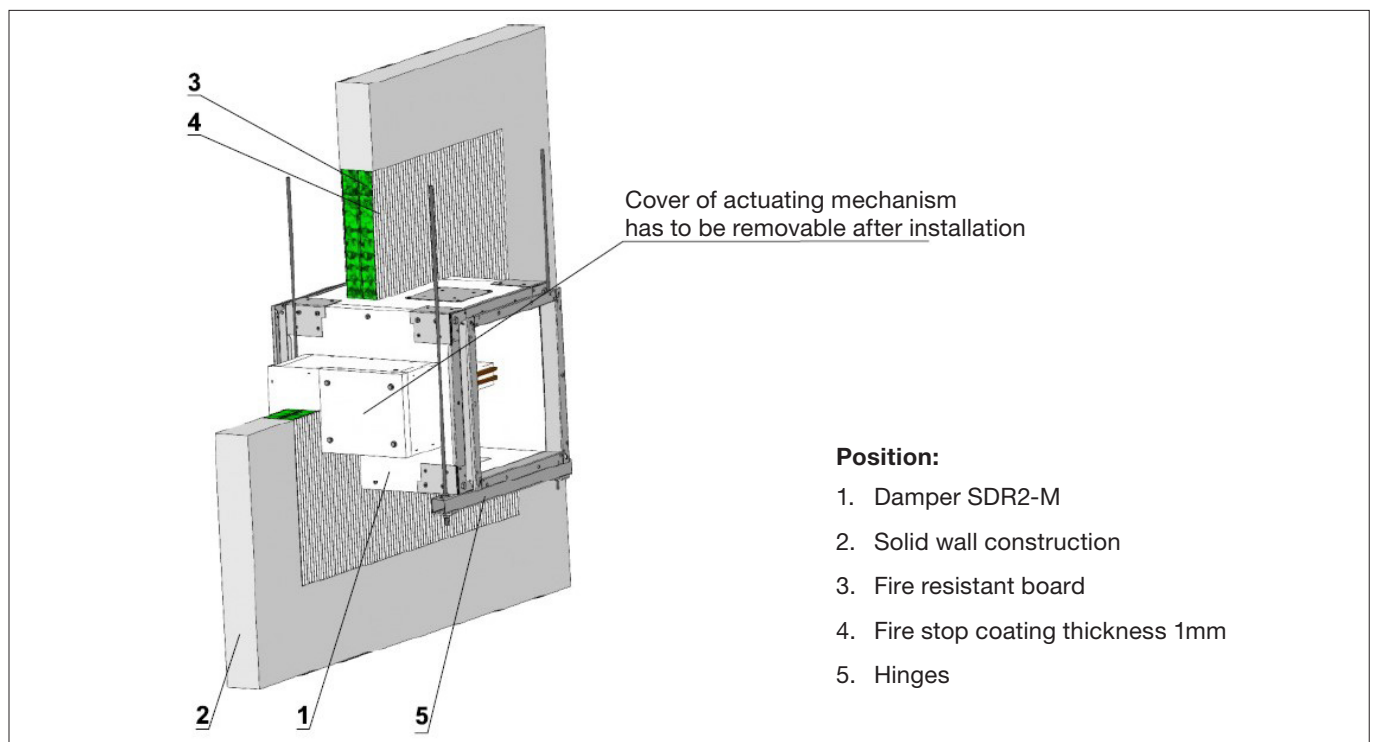 3
4
Cover of actuating mechanism
has to be removable after installation
Position:
1. Damper SDR2-M
2. Solid wall construction
3. Fire resistant board
4. Fire stop coating thickness 1mm
5. Hinges
2
1
5